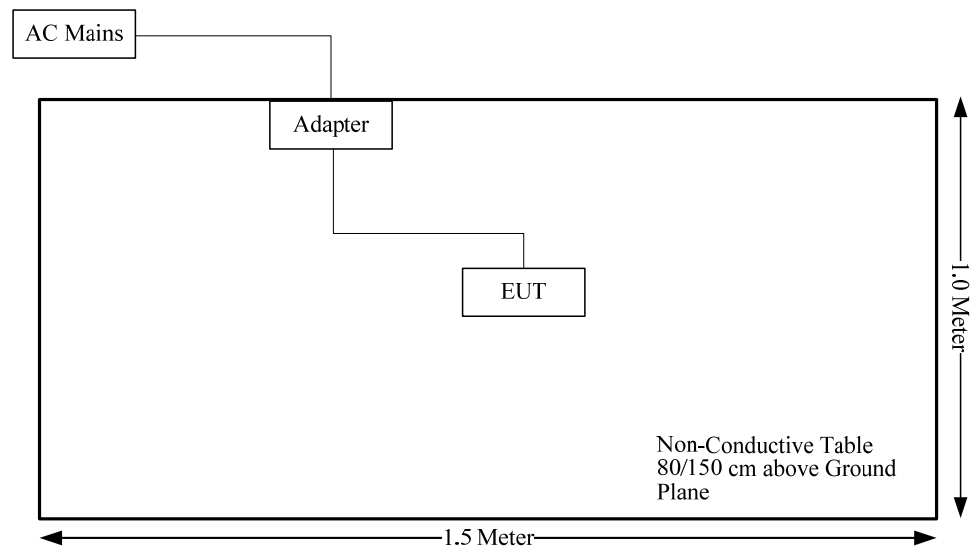 AC Mains
Adapter
EUT
1.0 Meter
Non-Conductive Table
80/150 cm above Ground
Plane
1.5 Meter